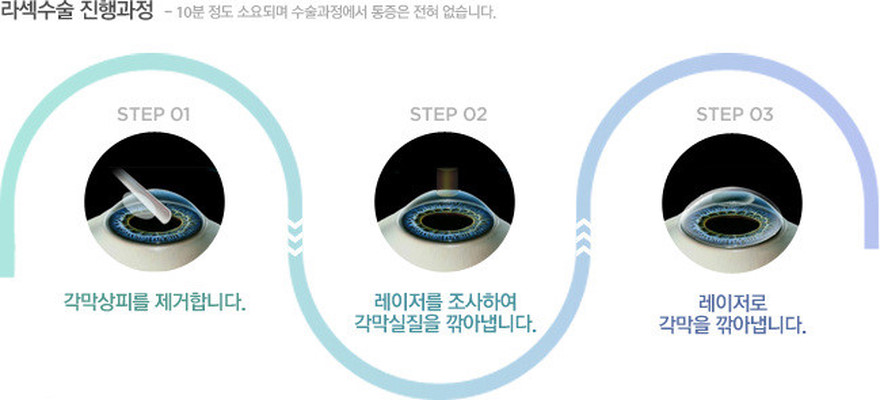 라섹수술 진행과정 - 10분 정도 소요되며 수술과정에서 통증은 전혀 없습니다.
STEP 01
각막상피를 제거합니다.
STEP 02
레이저를 조사하여
각막실질을 깎아냅니다.
STEP 03
레이저로
각막을 깎아냅니다.